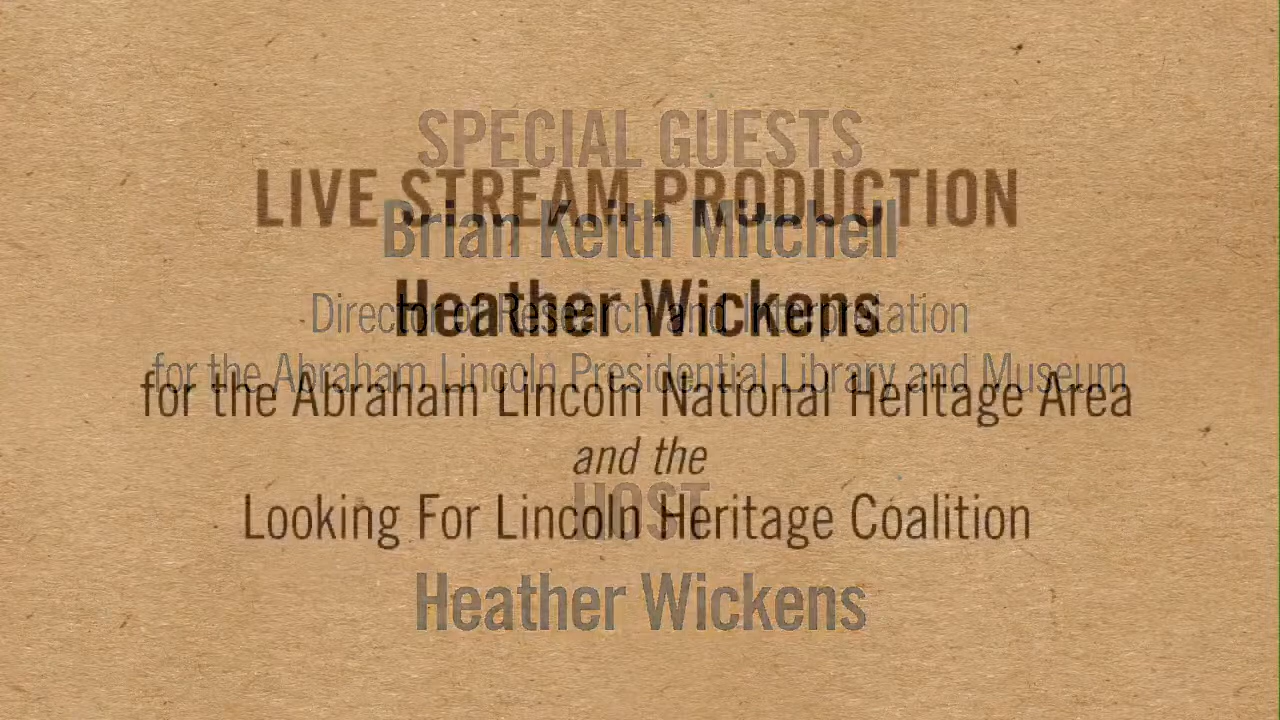 SPECIAL GUESTS
LIVE STREAM PRODUCTION
Brian Keith Mitchell
Heather Wickens
Director of Research and Interpretation
for the Abraham Lincoln Presidential Library and Museum
for the Abraham Lincoln National Heritage Area
and the
HOST
Looking For Lincoln Heritage Coalition
Heather Wickens